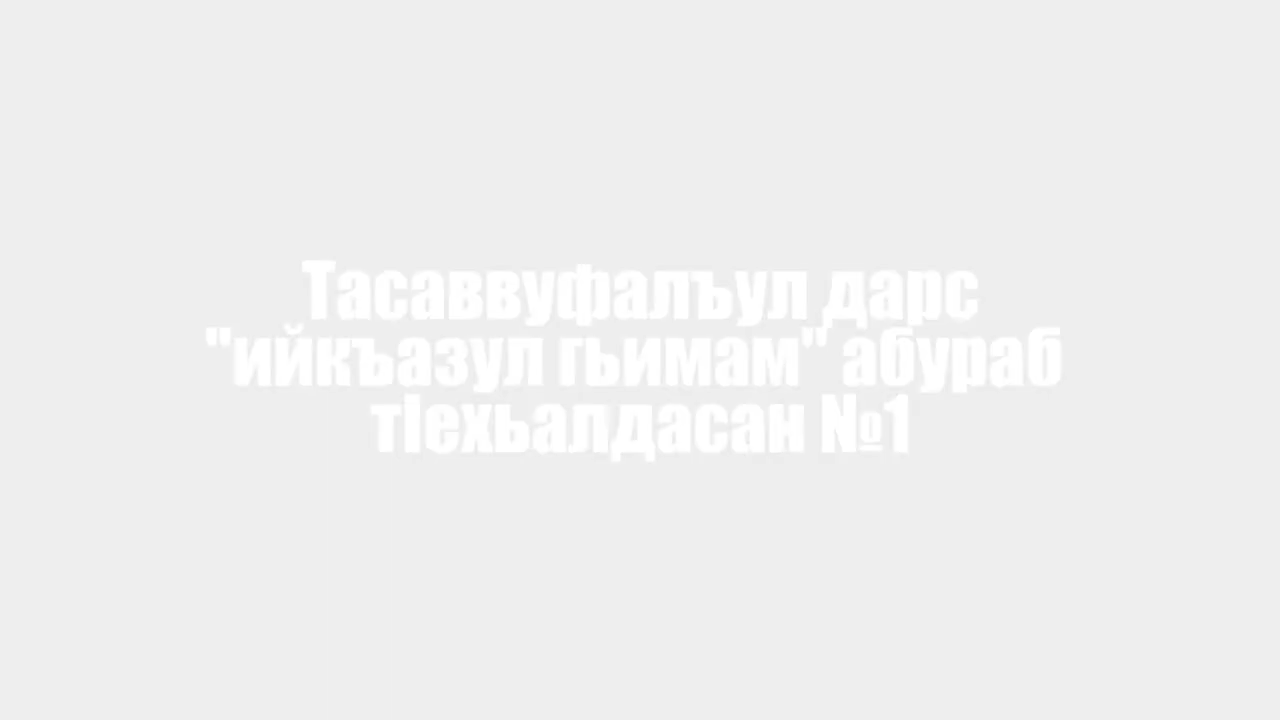 Тасаввуфалъул дарс
"ийкъазул гьимам" абураб
тIехьалдасан №1